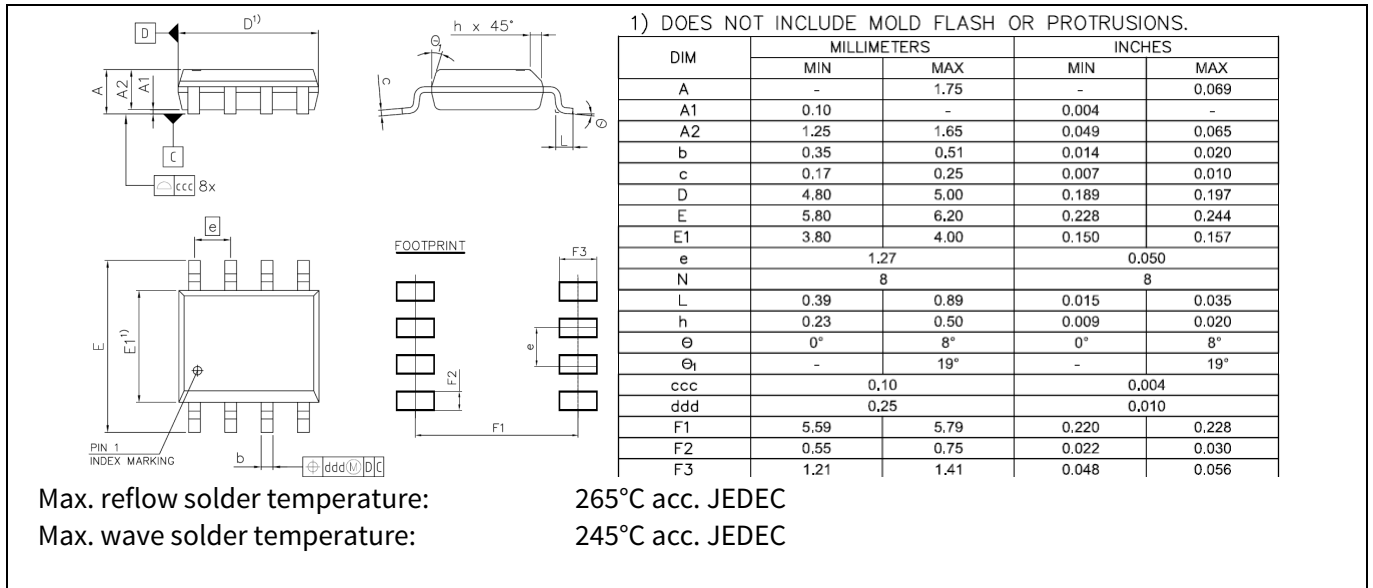 D
D1)
h x 45°
Θ1
A
A2
A1
c
L
Θ
C
ccc 8x
e
E
E1 1)
PIN 1
INDEX MARKING
b
ddd M D C
FOOTPRINT
F3
e
F2
F1
1) DOES NOT INCLUDE MOLD FLASH OR PROTRUSIONS.
DIM MILLIMETERS INCHES
MIN MAX MIN MAX
A - 1.75 - 0.069
A1 0.10 - 0.004 -
A2 1.25 1.65 0.049 0.065
b 0.35 0.51 0.014 0.020
c 0.17 0.25 0.007 0.010
D 4.80 5.00 0.189 0.197
E 5.80 6.20 0.228 0.244
E1 3.80 4.00 0.150 0.157
e 1.27 0.050
N 8 8
L 0.39 0.89 0.015 0.035
h 0.23 0.50 0.009 0.020
Θ 0° 8° 0° 8°
Θ1 - 19° - 19°
ccc 0.10 0.004
ddd 0.25 0.010
F1 5.59 5.79 0.220 0.228
F2 0.55 0.75 0.022 0.030
F3 1.21 1.41 0.048 0.056
Max. reflow solder temperature: 265°C acc. JEDEC
Max. wave solder temperature: 245°C acc. JEDEC